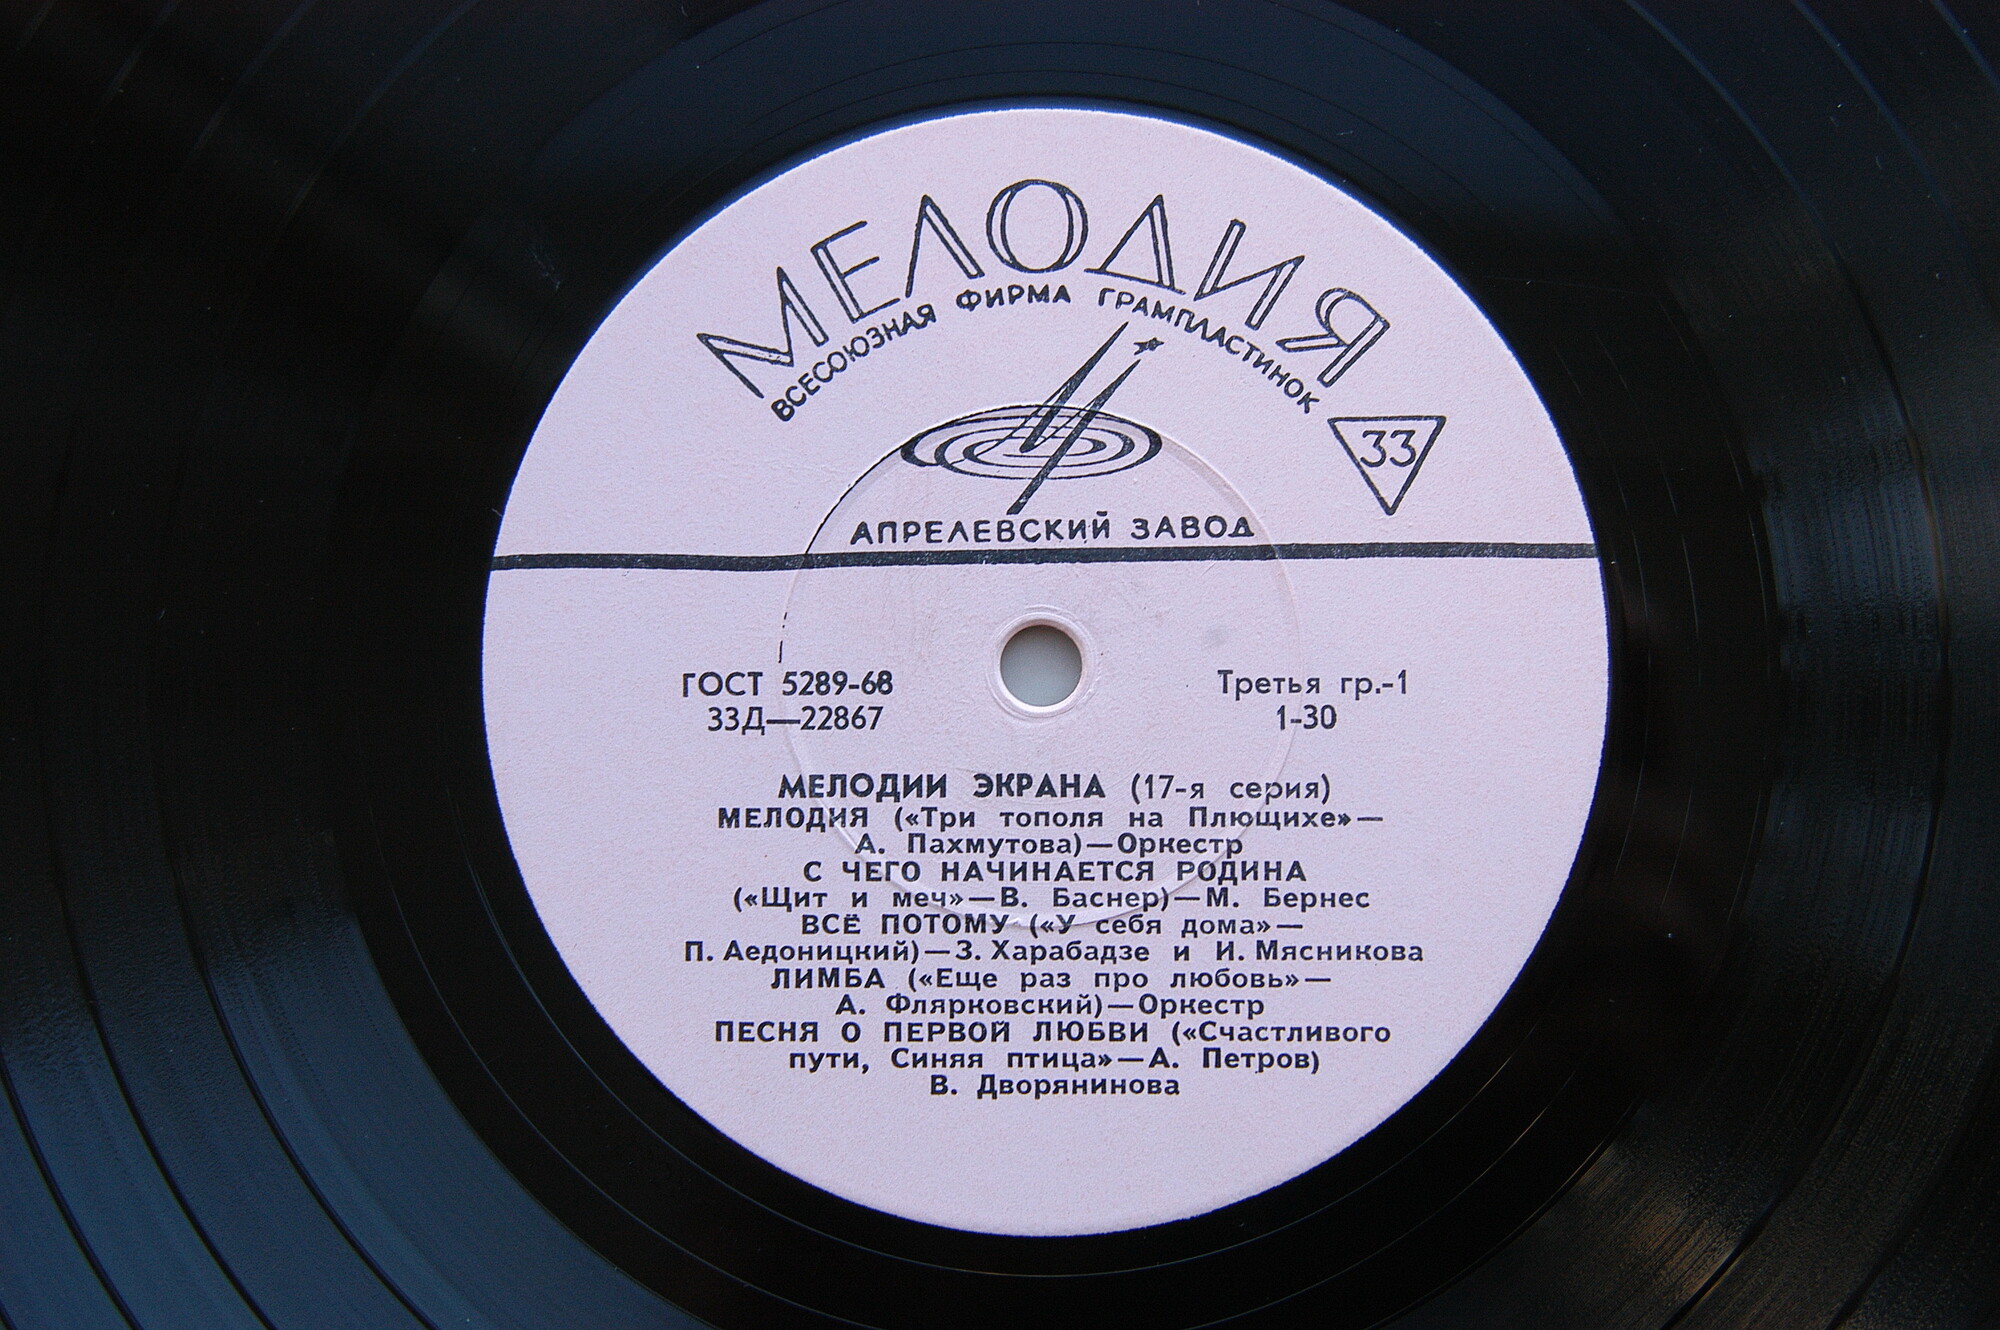 МЕЛОДИЯ
ВСЕСОЮЗНАЯ ФИРМА ГРАМПЛАСТИНОК
33
АПРЕЛЕВСКИЙ ЗАВОД
ГОСТ 5289-68
Третья гр.-1
33Д—22867
1-30
МЕЛОДИИ ЭКРАНА (17-я серия)
МЕЛОДИЯ («Три тополя на Плющихе»—
А. Пахмутова)—Оркестр
С ЧЕГО НАЧИНАЕТСЯ РОДИНА
(«Щит и меч»—В. Баснер)—М. Бернес
ВСЁ ПОТОМУ («У себя дома»—
П. Аедоницкий)—З. Харабадзе и И. Мясникова
ЛИМБА («Еще раз про любовь»—
А. Флярковский)—Оркестр
ПЕСНЯ О ПЕРВОЙ ЛЮБВИ («Счастливого
пути, Синяя птица»—А. Петров)
В. Дворянинова